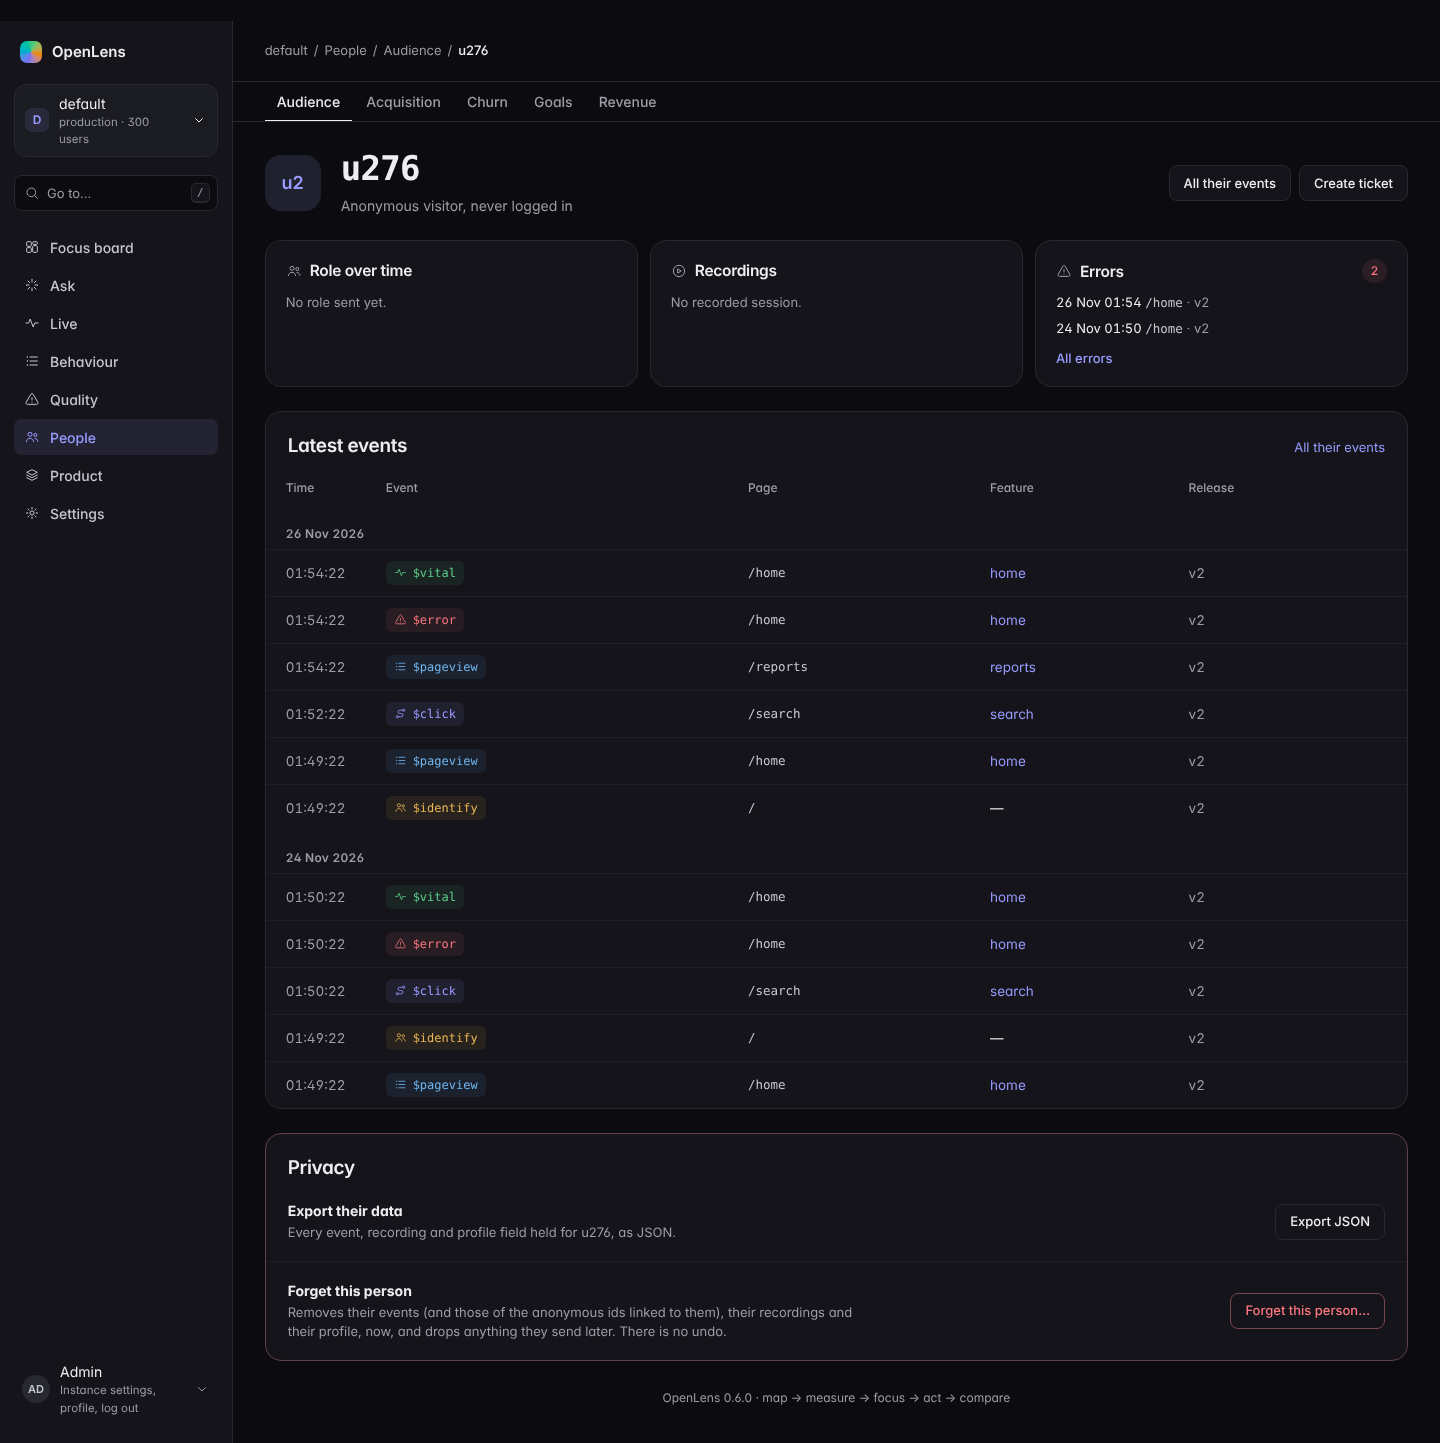 OpenLens
D
default
production · 300
users
Go to...
/
Focus board
Ask
Live
Behaviour
Quality
People
Product
Settings
AD
Admin
Instance settings,
profile, log out
default / People / Audience / u276
Audience Acquisition Churn Goals Revenue
u2
u276
Anonymous visitor, never logged in
All their events Create ticket
Role over time
No role sent yet.
Recordings
No recorded session.
Errors 2
26 Nov 01:54 /home · v2
24 Nov 01:50 /home · v2
All errors
Latest events All their events
Time Event Page Feature Release
26 Nov 2026
01:54:22 $vital /home home v2
01:54:22 $error /home home v2
01:54:22 $pageview /reports reports v2
01:52:22 $click /search search v2
01:49:22 $pageview /home home v2
01:49:22 $identify / — v2
24 Nov 2026
01:50:22 $vital /home home v2
01:50:22 $error /home home v2
01:50:22 $click /search search v2
01:49:22 $identify / — v2
01:49:22 $pageview /home home v2
Privacy
Export their data
Every event, recording and profile field held for u276, as JSON.
Export JSON
Forget this person
Removes their events (and those of the anonymous ids linked to them), their recordings and
their profile, now, and drops anything they send later. There is no undo.
Forget this person...
OpenLens 0.6.0 · map → measure → focus → act → compare